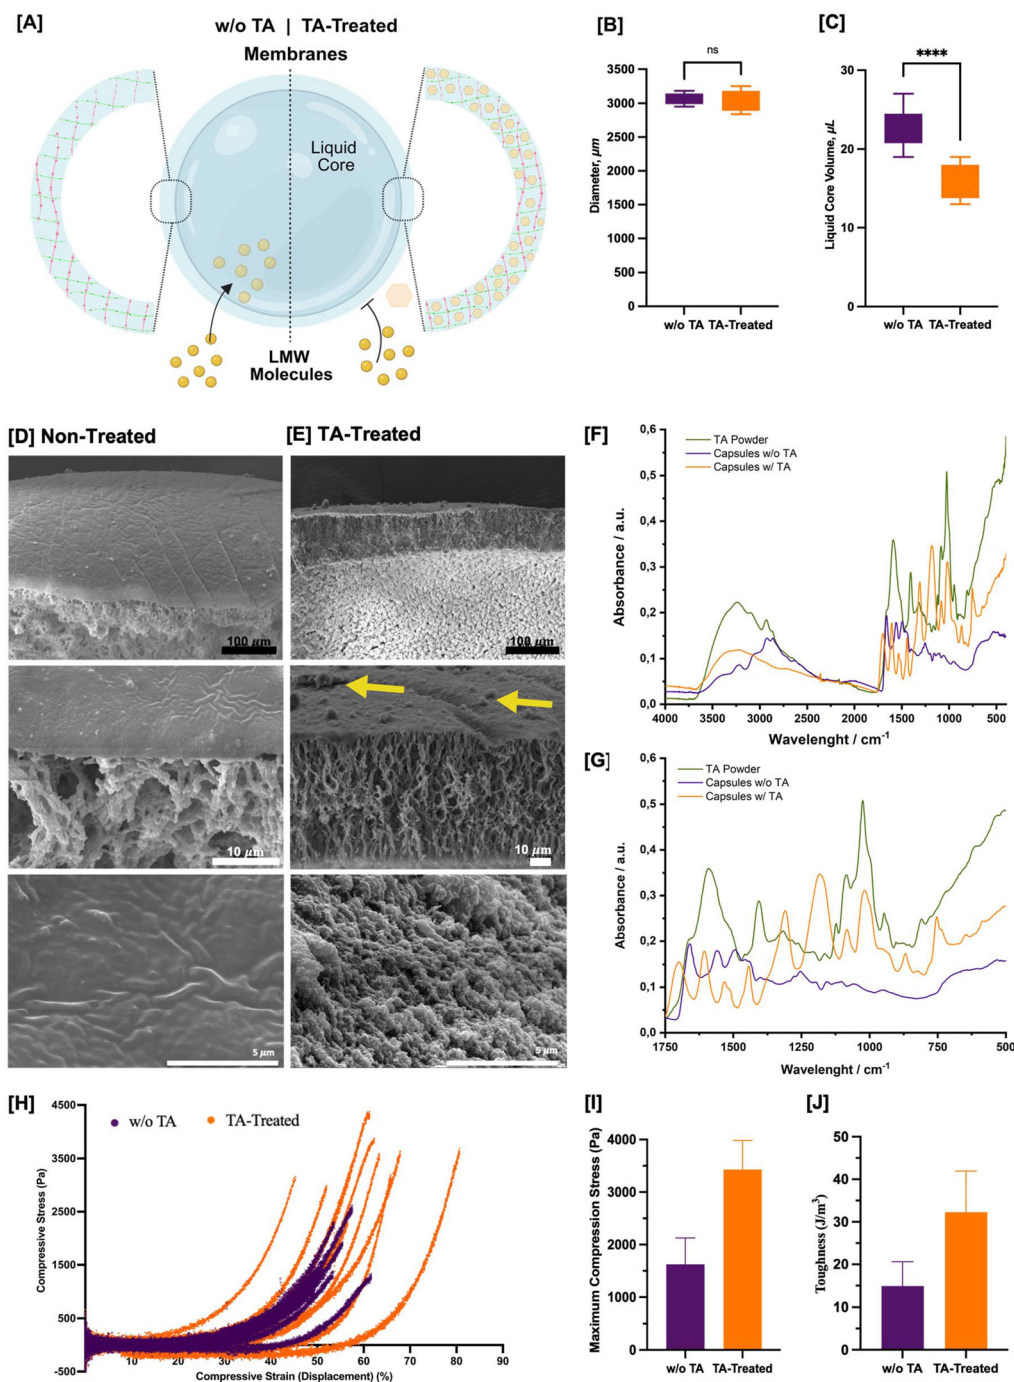 [A]
w/o TA | TA-Treated
Membranes
Liquid
Core
LMW
Molecules
[B]
ns
3500
3000
2500
2000
1500
1000
500
0
Diameter, µm
w/o TA TA-Treated
[C]
****
30
20
10
0
Liquid Core Volume, µL
w/o TA TA-Treated
[D] Non-Treated
100 µm
10 µm
5 µm
[E] TA-Treated
100 µm
10 µm
5 µm
[F]
TA Powder
Capsules w/o TA
Capsules w/ TA
0,6
0,5
0,4
0,3
0,2
0,1
0,0
Absorbance / a.u.
4000 3500 3000 2500 2000 1500 1000 500
Wavelenght / cm-1
[G]
TA Powder
Capsules w/o TA
Capsules w/ TA
0,6
0,5
0,4
0,3
0,2
0,1
0,0
Absorbance / a.u.
1750 1500 1250 1000 750 500
Wavelenght / cm-1
[H]
w/o TA TA-Treated
4500
3500
2500
1500
500
-500
Compressive Stress (Pa)
10 20 30 40 50 60 70 80 90
Compressive Strain (Displacement) (%)
[I]
4000
3500
3000
2500
2000
1500
1000
500
0
Maximum Compression Stress (Pa)
w/o TA TA-Treated
[J]
50
40
30
20
10
0
Toughness (J/m3)
w/o TA TA-Treated